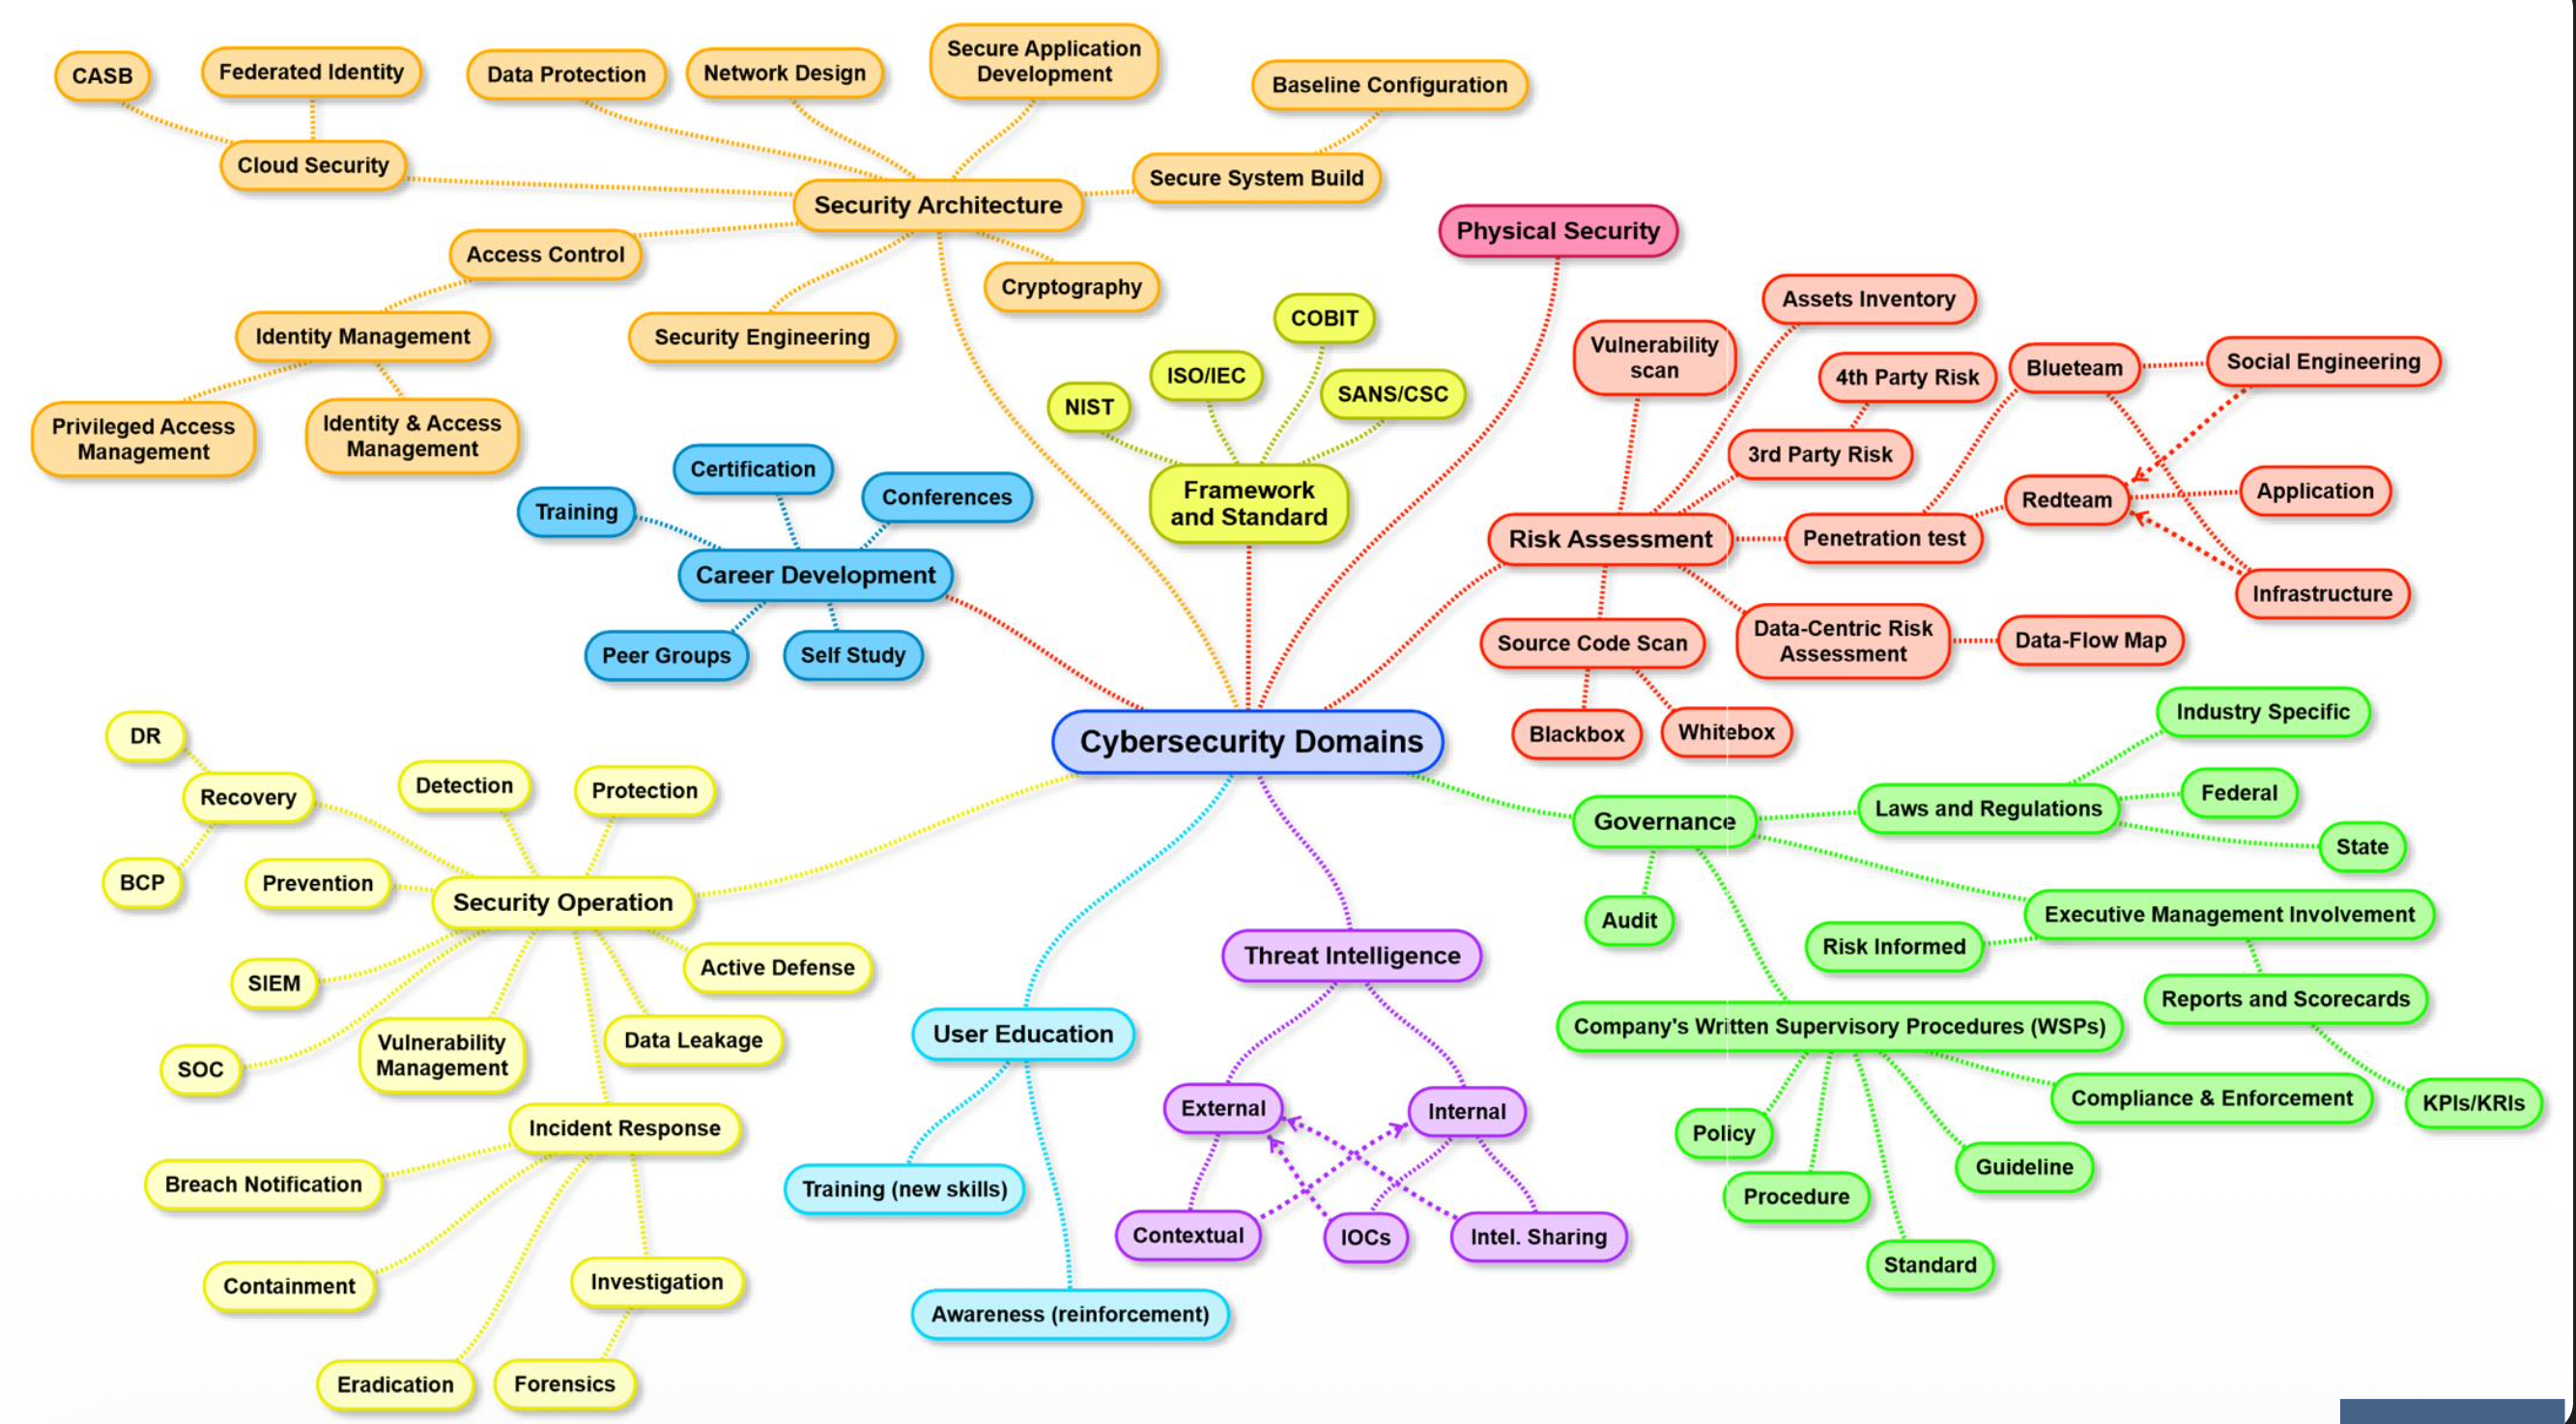 CASB
Federated Identity
Data Protection
Network Design
Secure Application
Development
Baseline Configuration
Cloud Security
Secure System Build
Security Architecture
Access Control
Cryptography
Identity Management
Security Engineering
Privileged Access
Management
Identity & Access
Management
Physical Security
COBIT
ISO/IEC
NIST
SANS/CSC
Framework
and Standard
Certification
Training
Conferences
Career Development
Peer Groups
Self Study
Assets Inventory
Vulnerability
scan
4th Party Risk
Blueteam
Social Engineering
3rd Party Risk
Redteam
Application
Risk Assessment
Penetration test
Infrastructure
Source Code Scan
Data-Centric Risk
Assessment
Data-Flow Map
Blackbox
Whitebox
Cybersecurity Domains
DR
Recovery
Detection
Protection
BCP
Prevention
Security Operation
SIEM
Active Defense
SOC
Vulnerability
Management
Data Leakage
Incident Response
Breach Notification
Containment
Investigation
Eradication
Forensics
User Education
Training (new skills)
Awareness (reinforcement)
Threat Intelligence
External
Internal
Contextual
IOCs
Intel. Sharing
Industry Specific
Governance
Laws and Regulations
Federal
State
Audit
Executive Management Involvement
Risk Informed
Reports and Scorecards
Company's Written Supervisory Procedures (WSPs)
KPIs/KRIs
Compliance & Enforcement
Policy
Guideline
Procedure
Standard